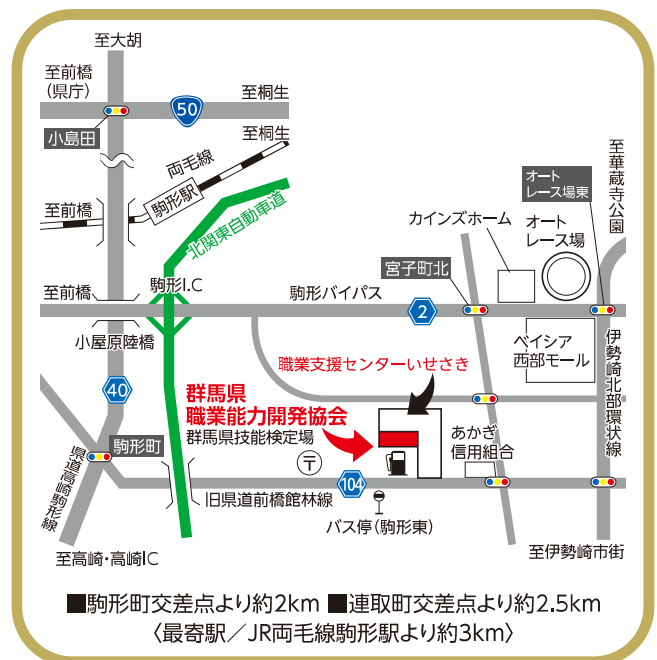 至大胡
至前橋
（県庁）
50
至桐生
小島田
至桐生
両毛線
駒形駅
至前橋
北関東自動車道
至華蔵寺公園
オート
レース場東
カインズホーム
オート
レース場
宮子町北
駒形I.C
至前橋
駒形バイパス
2
小屋原陸橋
ベイシア
西部モール
伊勢崎北部環状線
職業支援センターいせさき
40
群馬県
職業能力開発協会
群馬県技能検定場
駒形町
〒
あかぎ
信用組合
県道高崎駒形線
旧県道前橋館林線
104
バス停（駒形東）
至高崎・高崎IC
至伊勢崎市街
■駒形町交差点より約2km ■連取町交差点より約2.5km
〈最寄駅／JR両毛線駒形駅より約3km〉